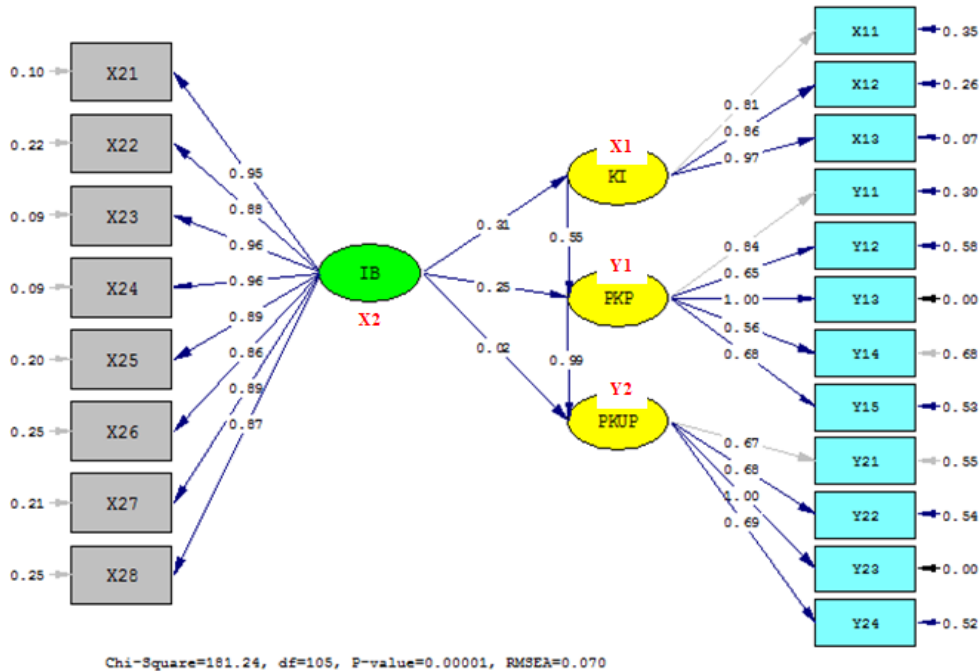 0.10 X21
0.22 X22
0.09 X23
0.09 X24
0.20 X25
0.25 X26
0.21 X27
0.25 X28
0.95
0.88
0.96
0.96
0.89
0.86
0.89
0.87
IB
X2
0.31
0.25
0.02
X1
KI
0.55
Y1
PKP
0.99
Y2
PKUP
0.81
0.86
0.97
0.84
0.65
1.00
0.56
0.68
0.67
0.68
1.00
0.69
X11 0.35
X12 0.26
X13 0.07
Y11 0.30
Y12 0.58
Y13 0.00
Y14 0.68
Y15 0.53
Y21 0.55
Y22 0.54
Y23 0.00
Y24 0.52
Chi-Square=181.24, df=105, P-value=0.00001, RMSEA=0.070